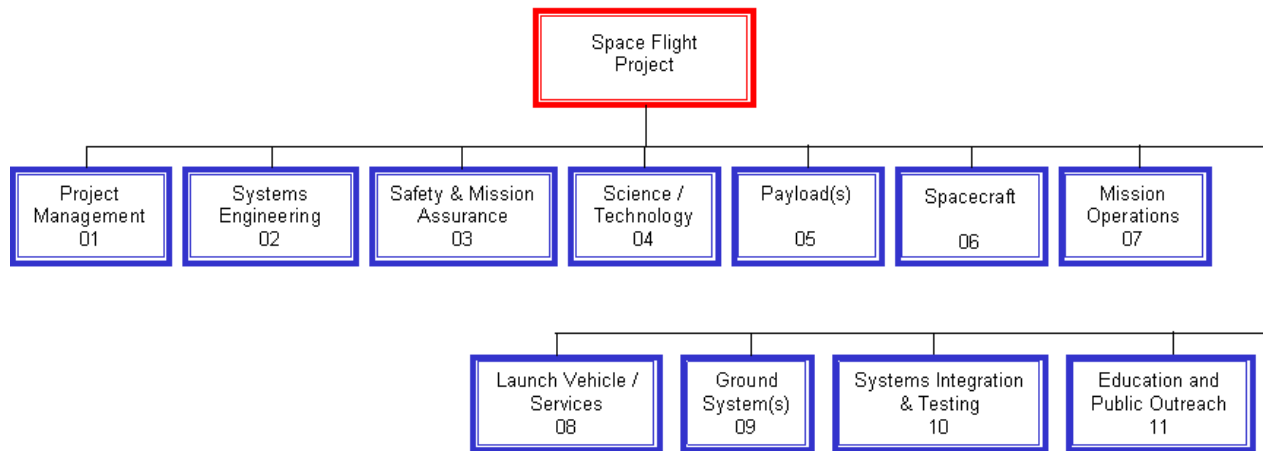 Space Flight
Project
Project
Management
01
Systems
Engineering
02
Safety & Mission
Assurance
03
Science /
Technology
04
Payload(s)
05
Spacecraft
06
Mission
Operations
07
Launch Vehicle /
Services
08
Ground
System(s)
09
Systems Integration
& Testing
10
Education and
Public Outreach
11